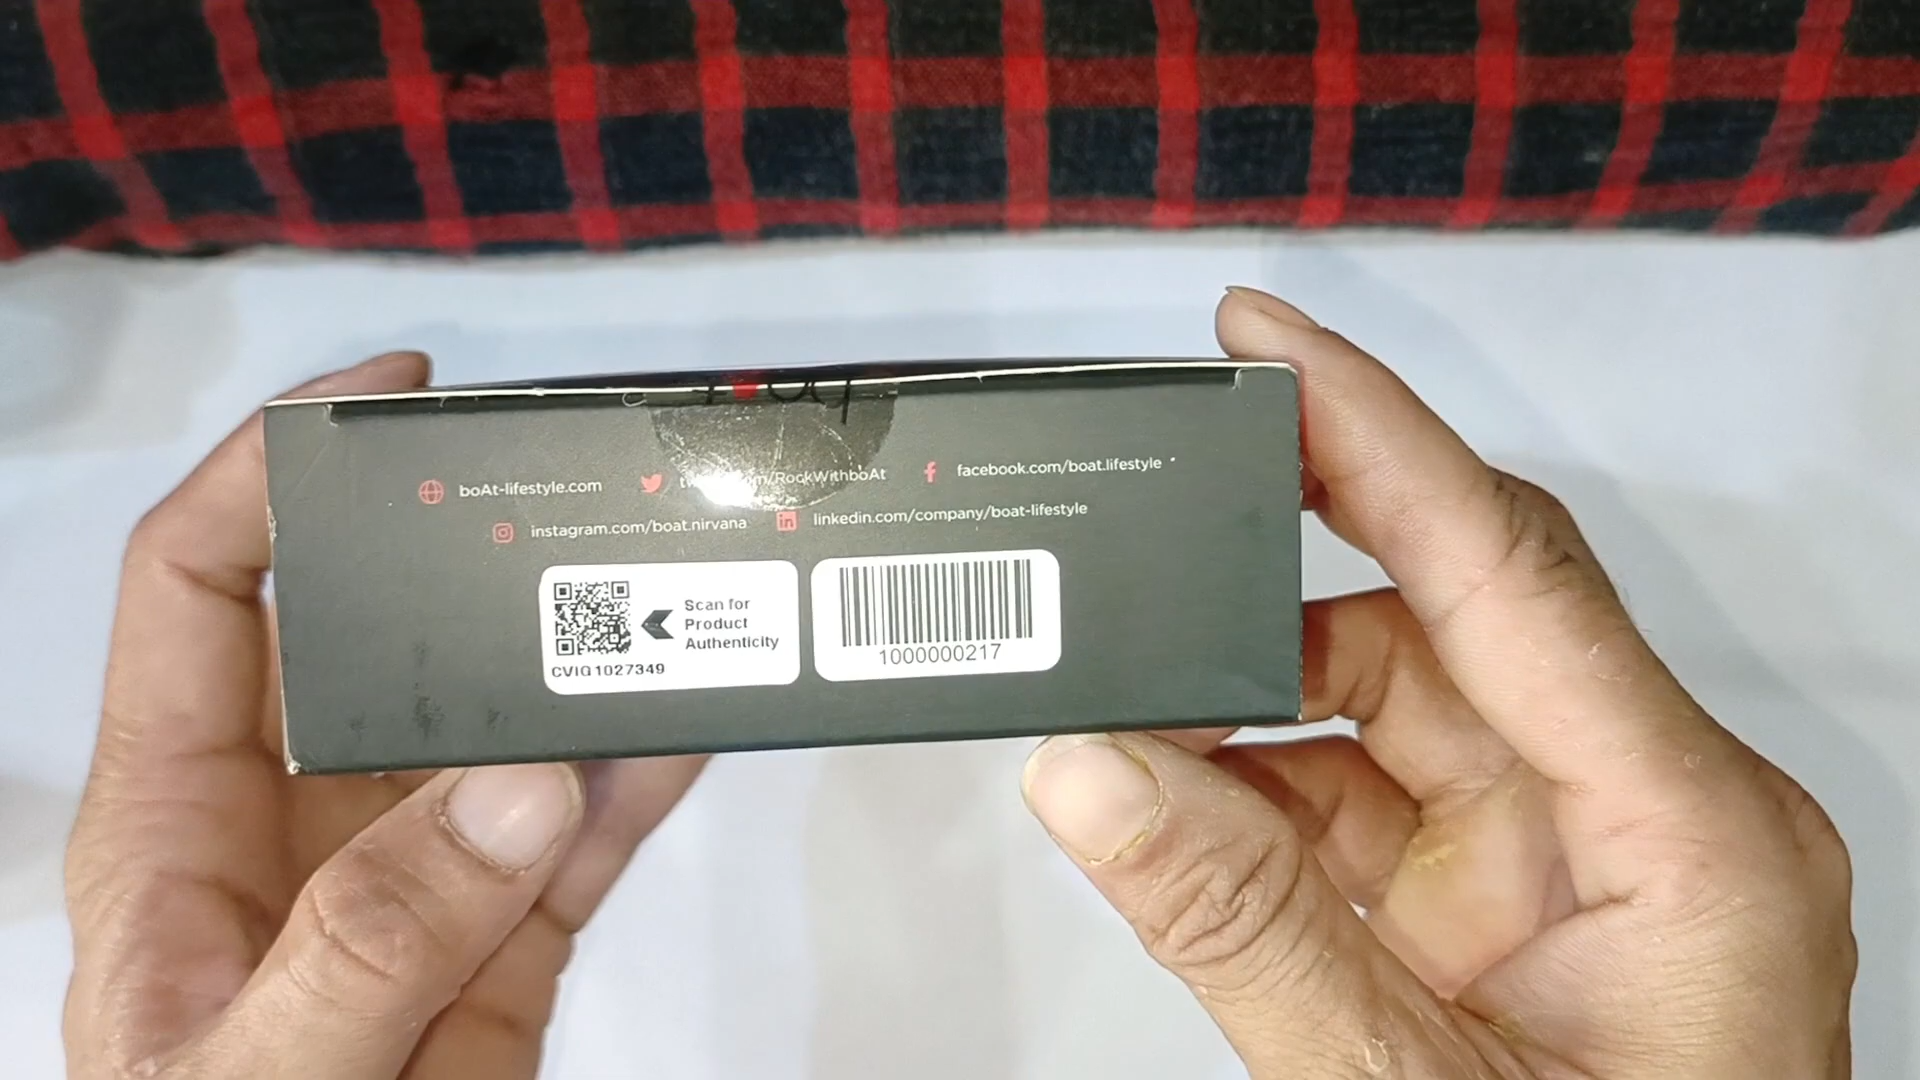 boAt-lifestyle.com /RockWithboAt facebook.com/boat.lifestyle
instagram.com/boat.nirvana linkedin.com/company/boat-lifestyle
Scan for
Product
Authenticity
CVIG1027349
1000000217